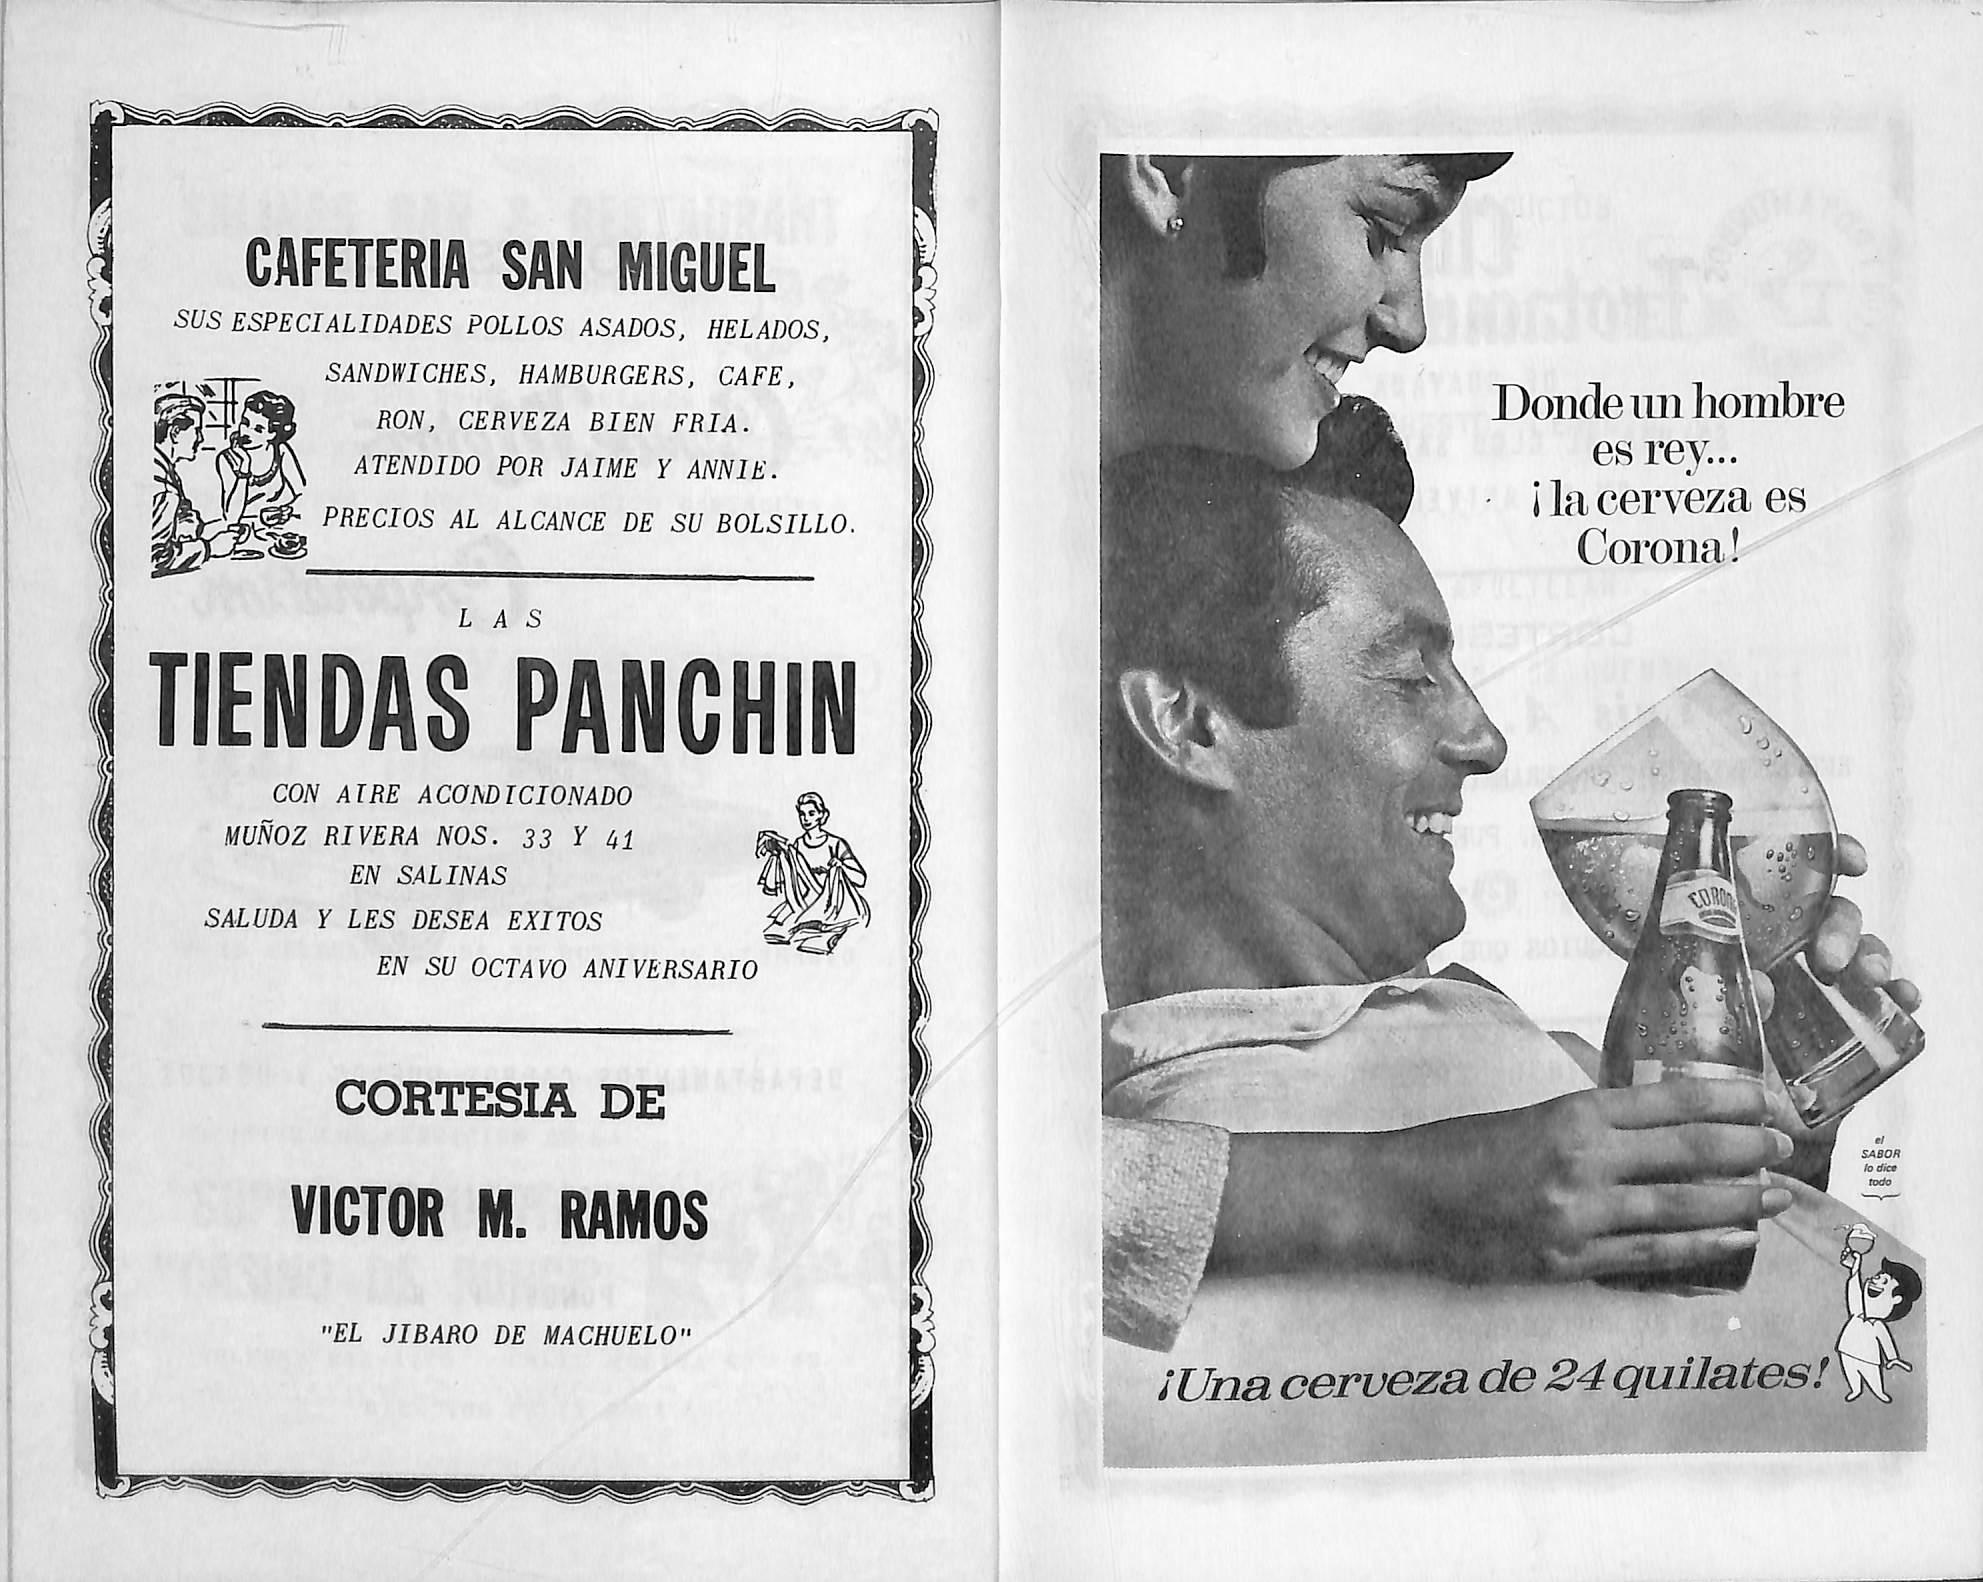 CAFETERIA SAN MIGUEL
SUS ESPECIALIDADES POLLOS ASADOS, HELADOS,
SANDWICHES, HAMBURGERS, CAFE,
RON, CERVEZA BIEN FRIA.
ATENDIDO POR JAIME Y ANNIE.
PRECIOS AL ALCANCE DE SU BOLSILLO.
LAS
TIENDAS PANCHIN
CON AIRE ACONDICIONADO
MUÑOZ RIVERA NOS. 33 Y 41
EN SALINAS
SALUDA Y LES DESEA EXITOS
EN SU OCTAVO ANIVERSARIO
CORTESIA DE
VICTOR M. RAMOS
"EL JIBARO DE MACHUELO"
Donde un hombre
es rey...
¡la cerveza es
Corona!
el
SABOR
lo dice
todo
¡Una cerveza de 24 quilates!